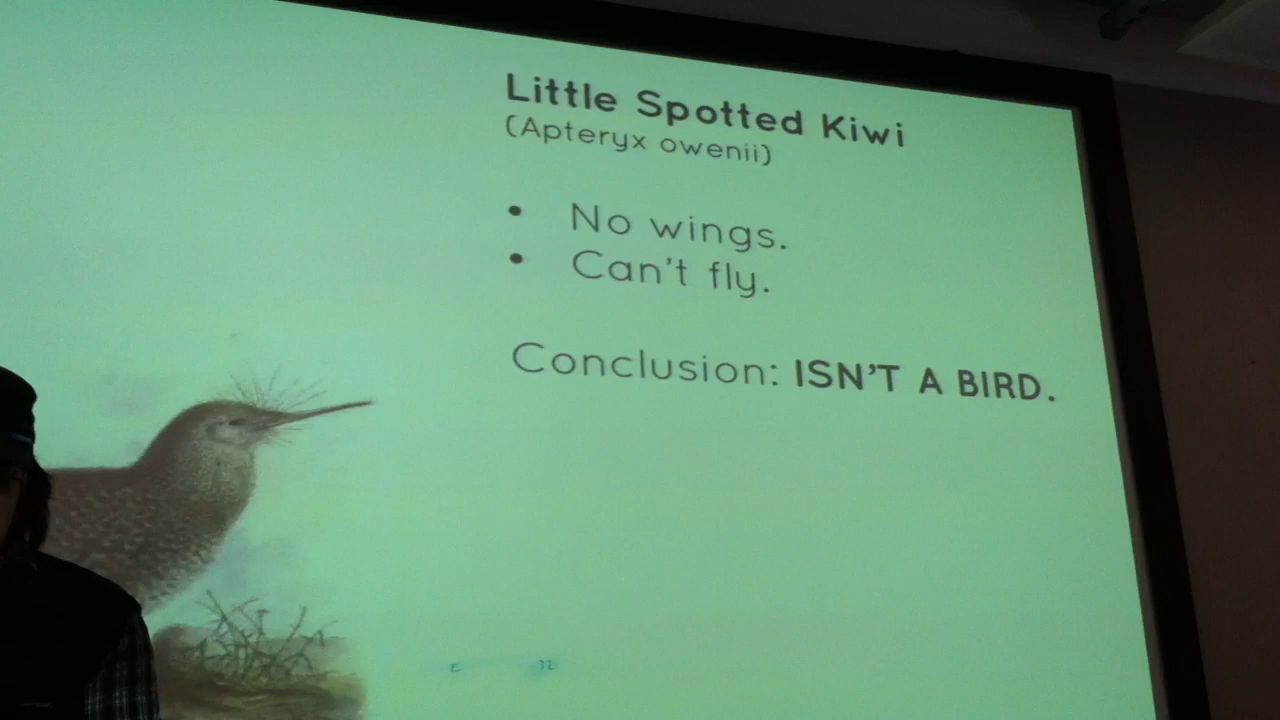 Little Spotted Kiwi
(Apteryx owenii)
• No wings.
• Can't fly.
Conclusion: ISN'T A BIRD.